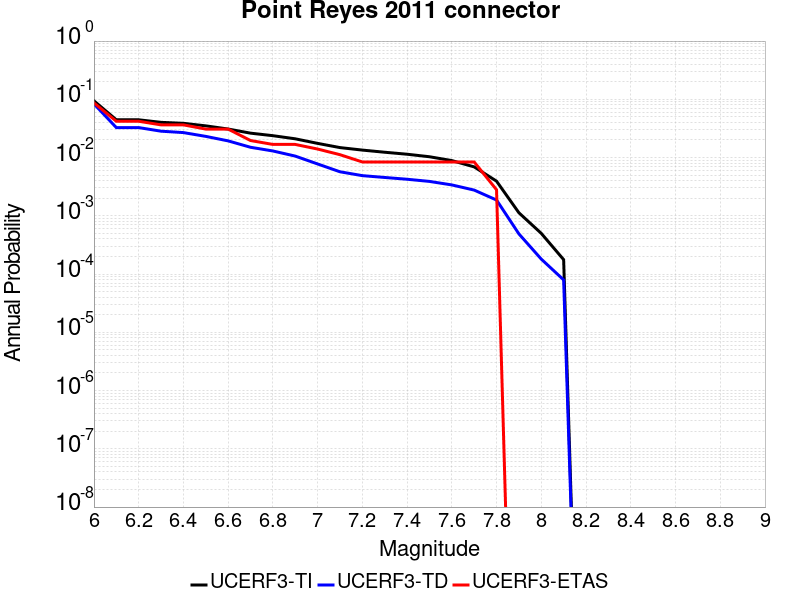 Point Reyes 2011 connector
10^0
10^-1
10^-2
10^-3
10^-4
10^-5
10^-6
10^-7
10^-8
Annual Probability
6 6.2 6.4 6.6 6.8 7 7.2 7.4 7.6 7.8 8 8.2 8.4 8.6 8.8 9
Magnitude
UCERF3-TI UCERF3-TD UCERF3-ETAS